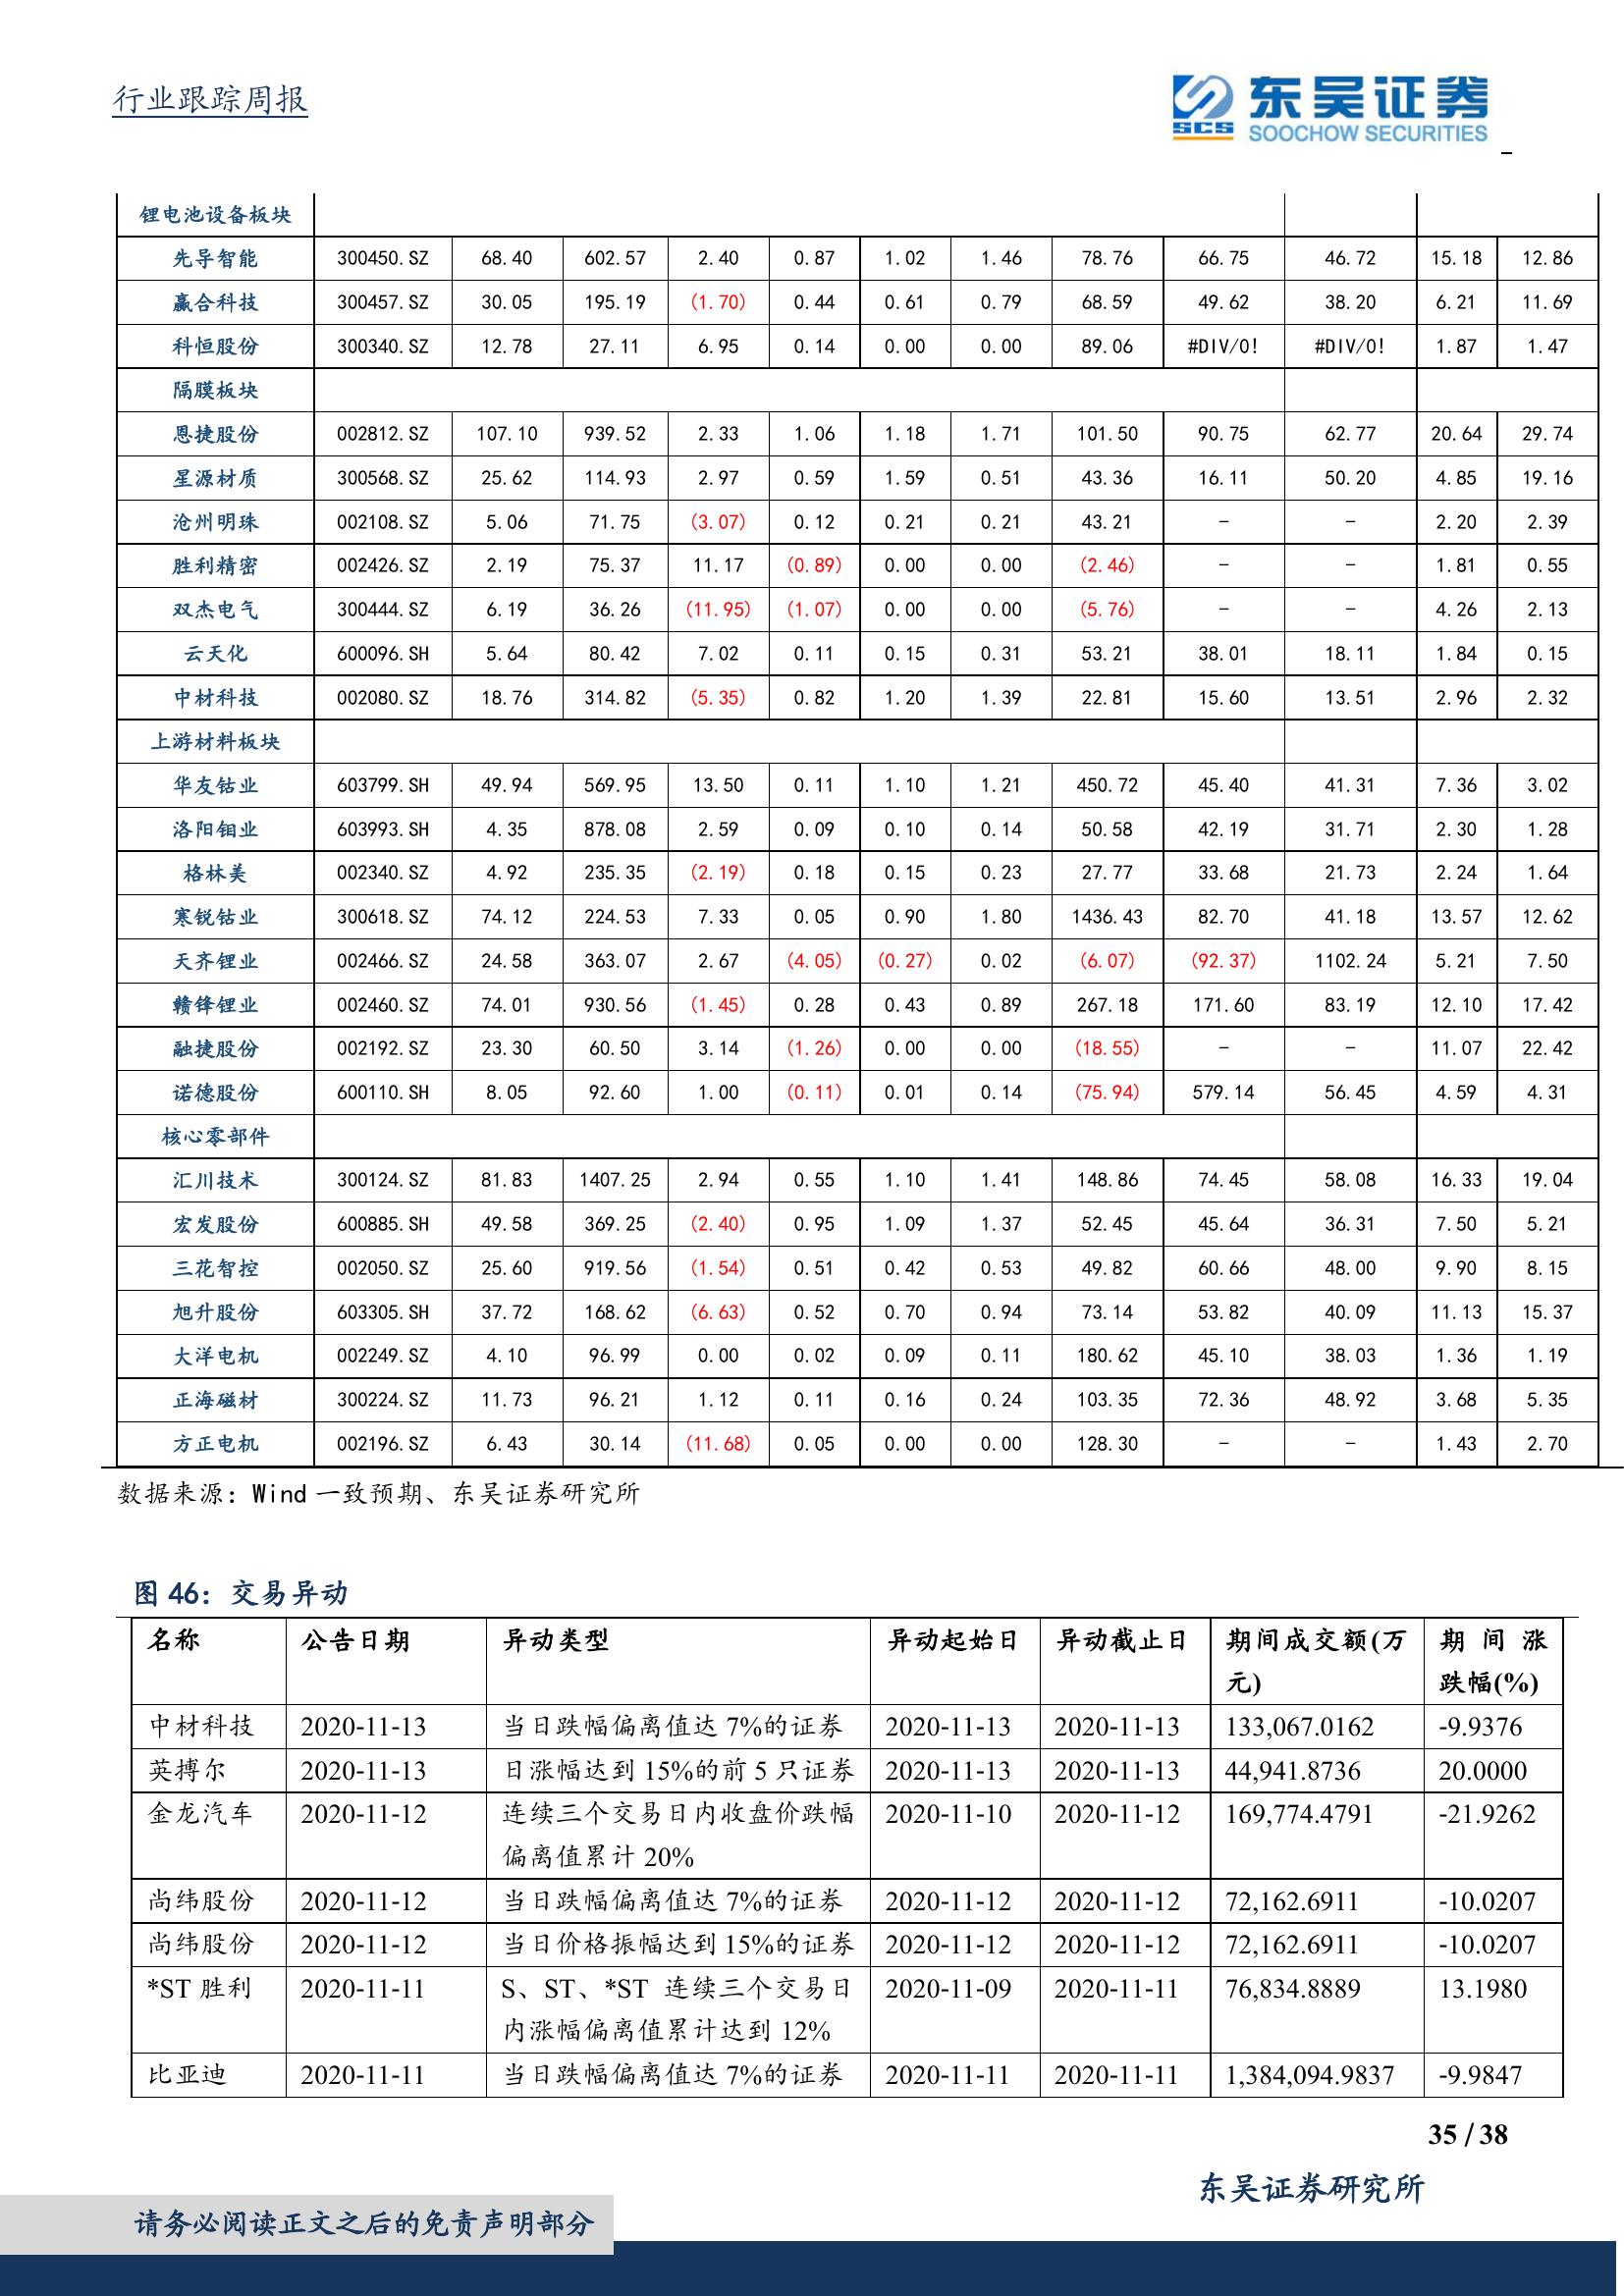 行业跟踪周报
SCS 东吴证券
SOOCHOW SECURITIES
锂电池设备板块
先导智能 300450.SZ 68.40 602.57 2.40 0.87 1.02 1.46 78.76 66.75 46.72 15.18 12.86
赢合科技 300457.SZ 30.05 195.19 (1.70) 0.44 0.61 0.79 68.59 49.62 38.20 6.21 11.69
科恒股份 300340.SZ 12.78 27.11 6.95 0.14 0.00 0.00 89.06 #DIV/0! #DIV/0! 1.87 1.47
隔膜板块
恩捷股份 002812.SZ 107.10 939.52 2.33 1.06 1.18 1.71 101.50 90.75 62.77 20.64 29.74
星源材质 300568.SZ 25.62 114.93 2.97 0.59 1.59 0.51 43.36 16.11 50.20 4.85 19.16
沧州明珠 002108.SZ 5.06 71.75 (3.07) 0.12 0.21 0.21 43.21 - - 2.20 2.39
胜利精密 002426.SZ 2.19 75.37 11.17 (0.89) 0.00 0.00 (2.46) - - 1.81 0.55
双杰电气 300444.SZ 6.19 36.26 (11.95) (1.07) 0.00 0.00 (5.76) - - 4.26 2.13
云天化 600096.SH 5.64 80.42 7.02 0.11 0.15 0.31 53.21 38.01 18.11 1.84 0.15
中材科技 002080.SZ 18.76 314.82 (5.35) 0.82 1.20 1.39 22.81 15.60 13.51 2.96 2.32
上游材料板块
华友钴业 603799.SH 49.94 569.95 13.50 0.11 1.10 1.21 450.72 45.40 41.31 7.36 3.02
洛阳钼业 603993.SH 4.35 878.08 2.59 0.09 0.10 0.14 50.58 42.19 31.71 2.30 1.28
格林美 002340.SZ 4.92 235.35 (2.19) 0.18 0.15 0.23 27.77 33.68 21.73 2.24 1.64
寒锐钴业 300618.SZ 74.12 224.53 7.33 0.05 0.90 1.80 1436.43 82.70 41.18 13.57 12.62
天齐锂业 002466.SZ 24.58 363.07 2.67 (4.05) (0.27) 0.02 (6.07) (92.37) 1102.24 5.21 7.50
赣锋锂业 002460.SZ 74.01 930.56 (1.45) 0.28 0.43 0.89 267.18 171.60 83.19 12.10 17.42
融捷股份 002192.SZ 23.30 60.50 3.14 (1.26) 0.00 0.00 (18.55) - - 11.07 22.42
诺德股份 600110.SH 8.05 92.60 1.00 (0.11) 0.01 0.14 (75.94) 579.14 56.45 4.59 4.31
核心零部件
汇川技术 300124.SZ 81.83 1407.25 2.94 0.55 1.10 1.41 148.86 74.45 58.08 16.33 19.04
宏发股份 600885.SH 49.58 369.25 (2.40) 0.95 1.09 1.37 52.45 45.64 36.31 7.50 5.21
三花智控 002050.SZ 25.60 919.56 (1.54) 0.51 0.42 0.53 49.82 60.66 48.00 9.90 8.15
旭升股份 603305.SH 37.72 168.62 (6.63) 0.52 0.70 0.94 73.14 53.82 40.09 11.13 15.37
大洋电机 002249.SZ 4.10 96.99 0.00 0.02 0.09 0.11 180.62 45.10 38.03 1.36 1.19
正海磁材 300224.SZ 11.73 96.21 1.12 0.11 0.16 0.24 103.35 72.36 48.92 3.68 5.35
方正电机 002196.SZ 6.43 30.14 (11.68) 0.05 0.00 0.00 128.30 - - 1.43 2.70
数据来源：Wind 一致预期、东吴证券研究所
图 46：交易异动
名称 公告日期 异动类型 异动起始日 异动截止日 期间成交额(万 期间涨
元) 跌幅(%)
中材科技 2020-11-13 当日跌幅偏离值达 7%的证券 2020-11-13 2020-11-13 133,067.0162 -9.9376
英搏尔 2020-11-13 日涨幅达到 15%的前 5 只证券 2020-11-13 2020-11-13 44,941.8736 20.0000
金龙汽车 2020-11-12 连续三个交易日内收盘价跌幅 2020-11-10 2020-11-12 169,774.4791 -21.9262
偏离值累计 20%
尚纬股份 2020-11-12 当日跌幅偏离值达 7%的证券 2020-11-12 2020-11-12 72,162.6911 -10.0207
尚纬股份 2020-11-12 当日价格振幅达到 15%的证券 2020-11-12 2020-11-12 72,162.6911 -10.0207
*ST 胜利 2020-11-11 S、ST、*ST 连续三个交易日 2020-11-09 2020-11-11 76,834.8889 13.1980
内涨幅偏离值累计达到 12%
比亚迪 2020-11-11 当日跌幅偏离值达 7%的证券 2020-11-11 2020-11-11 1,384,094.9837 -9.9847
35 / 38
东吴证券研究所
请务必阅读正文之后的免责声明部分